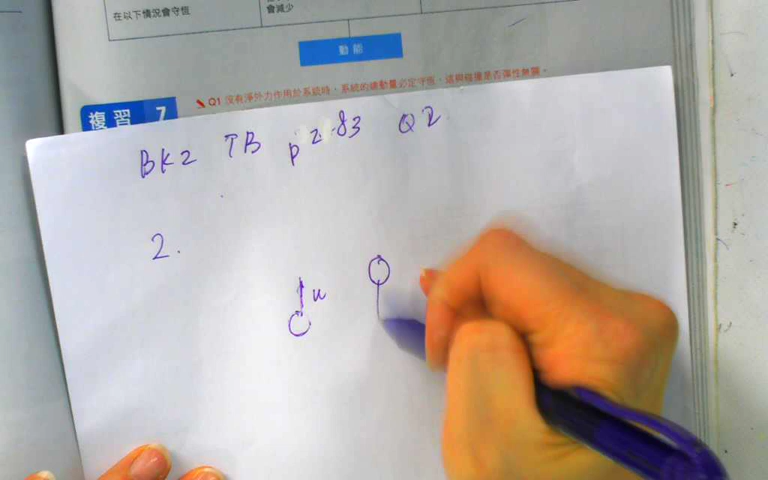 在以下情況會守恆
會減少
動能
Q1 沒有淨外力作用於系統時，系統的總動量必定守恆，這與碰撞是否彈性無關。
複習 7
BK2 TB p2.83 Q2
2.
u